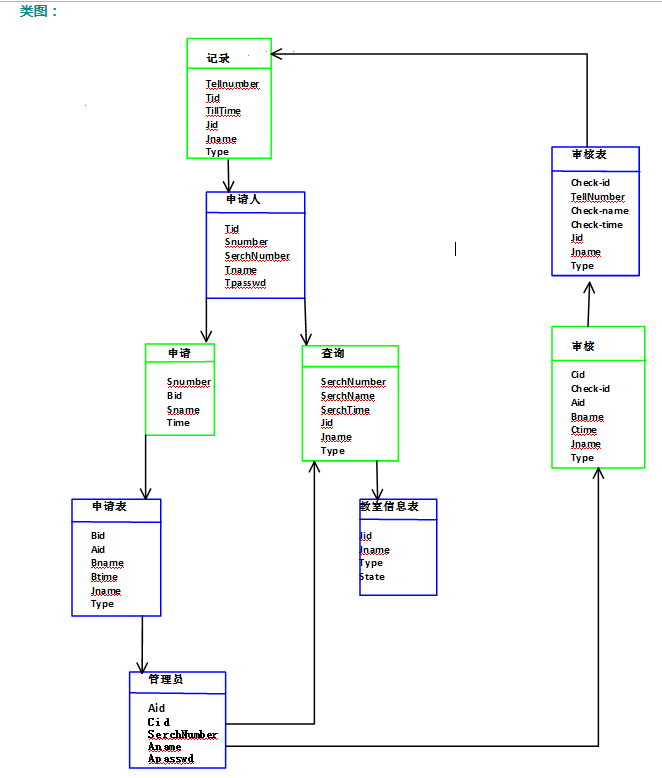 类图：
记录
Tellnumber
Tid
TillTime
Jid
Jname
Type
申请人
Tid
Snumber
SerchNumber
Tname
Tpasswd
审核表
Check-id
TellNumber
Check-name
Check-time
Jid
Jname
Type
申请
Snumber
Bid
Sname
Time
查询
SerchNumber
SerchName
SerchTime
Jid
Jname
Type
审核
Cid
Check-id
Aid
Bname
Ctime
Jname
Type
申请表
Bid
Aid
Bname
Btime
Jname
Type
教室信息表
Jid
Jname
Type
State
管理员
Aid
Cid
SerchNumber
Aname
Apasswd